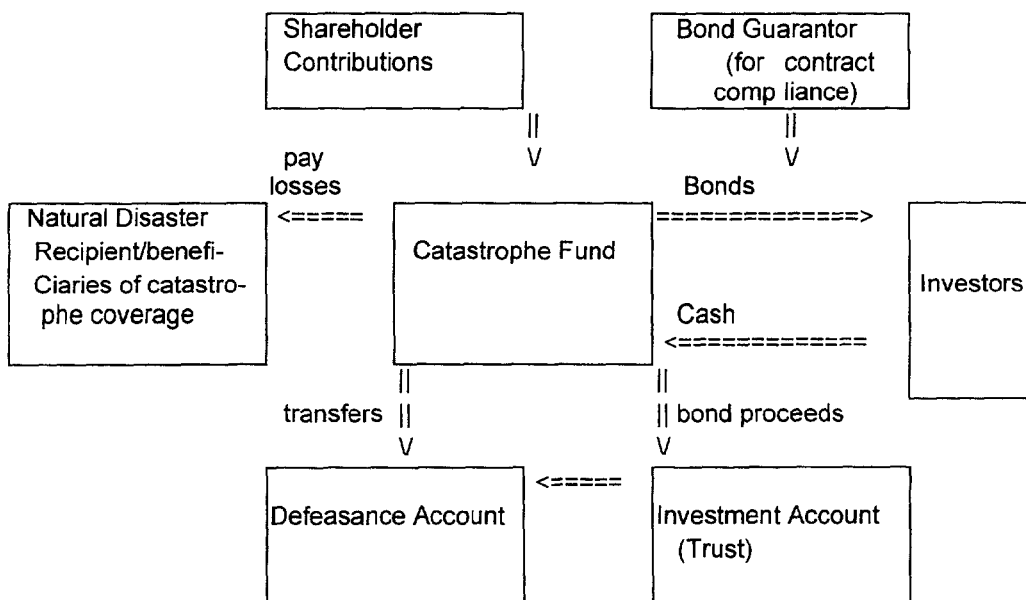 Shareholder
Contributions
Bond Guarantor
(for contract
comp liance)
||
V
||
V
pay
losses
<=====
Bonds
==============>
Natural Disaster
Recipient/benefi-
Ciaries of catastro-
phe coverage
Catastrophe Fund
Investors
Cash
<=============
||
transfers ||
V
||
|| bond proceeds
V
<=====
Defeasance Account
Investment Account
(Trust)